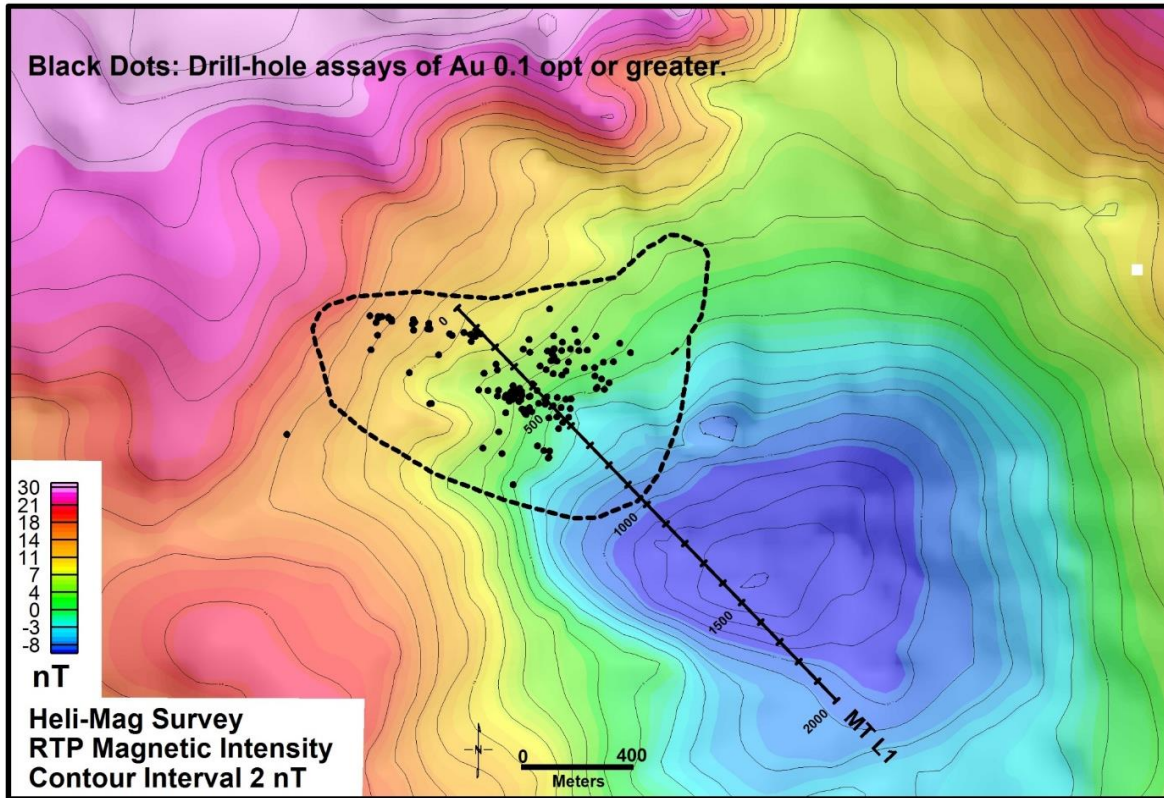 Black Dots: Drill-hole assays of Au 0.1 opt or greater.
0
500
1000
1500
2000
MT L1
30
21
18
14
11
7
4
0
-3
-8
nT
Heli-Mag Survey
RTP Magnetic Intensity
Contour Interval 2 nT
N
0 400
Meters